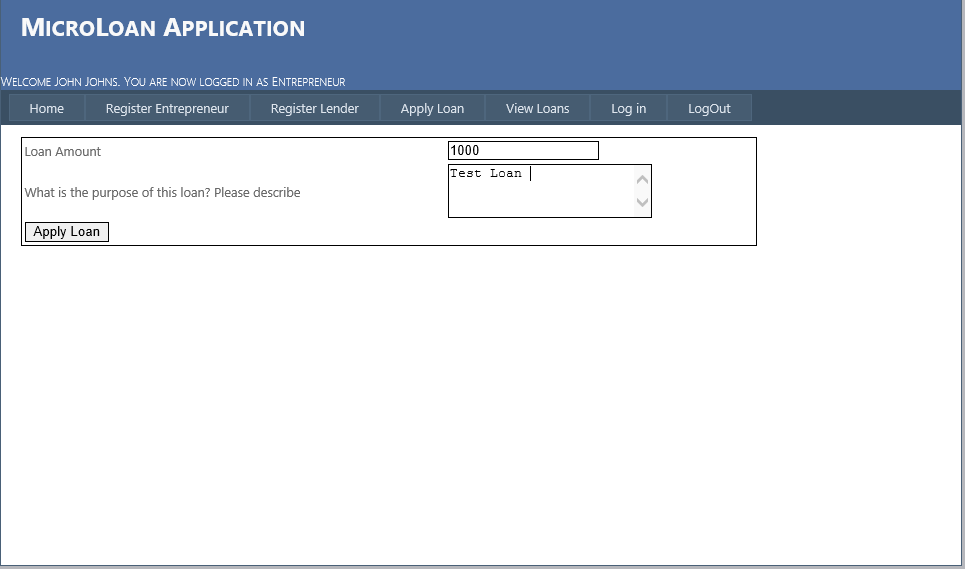 MICROLOAN APPLICATION
WELCOME JOHN JOHNS. YOU ARE NOW LOGGED IN AS ENTREPRENEUR
Home Register Entrepreneur Register Lender Apply Loan View Loans Log in LogOut
Loan Amount 1000
What is the purpose of this loan? Please describe Test Loan
Apply Loan